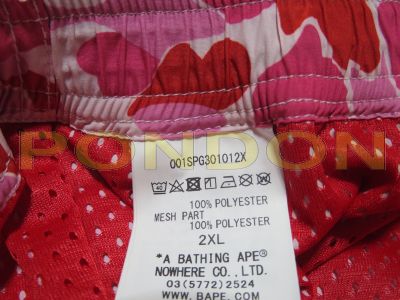 001SPG301012X
100% POLYESTER
MESH PART
100% POLYESTER
2XL
*A BATHING APE®
NOWHERE CO.,LTD.
03(5772)2524
WWW.BAPE.COM
PONDON